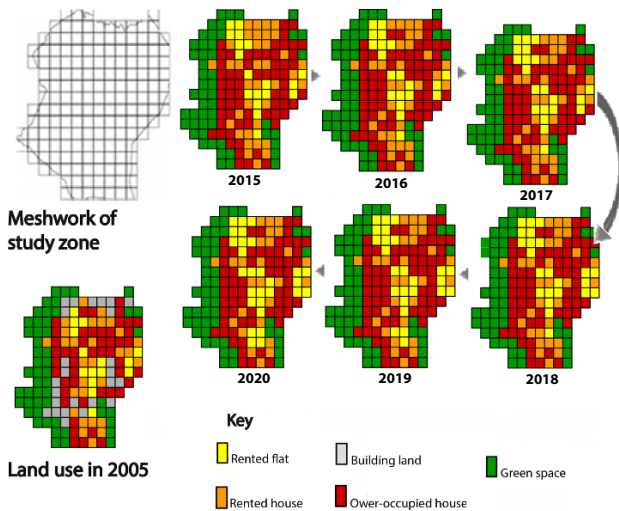 2015
2016
2017
Meshwork of
study zone
2020
2019
2018
Land use in 2005
Key
Rented flat
Building land
Green space
Rented house
Ower-occupied house